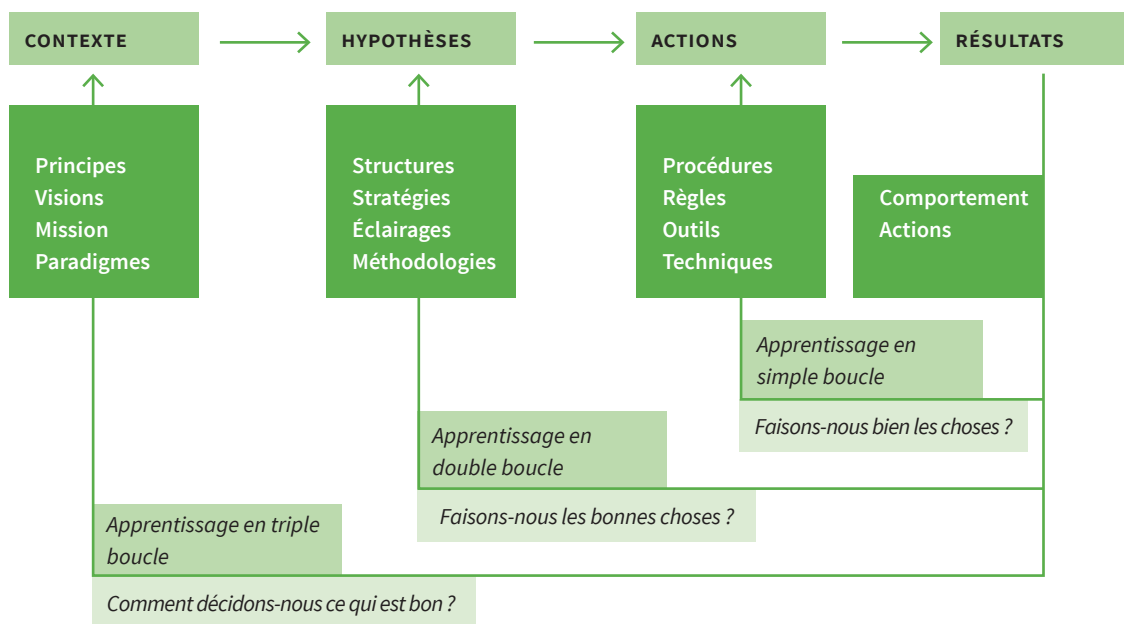 CONTEXTE
HYPOTHÈSES
ACTIONS
RÉSULTATS
Principes
Visions
Mission
Paradigmes
Structures
Stratégies
Éclairages
Méthodologies
Procédures
Règles
Outils
Techniques
Comportement
Actions
Apprentissage en
simple boucle
Faisons-nous bien les choses ?
Apprentissage en
double boucle
Faisons-nous les bonnes choses ?
Apprentissage en triple
boucle
Comment décidons-nous ce qui est bon ?